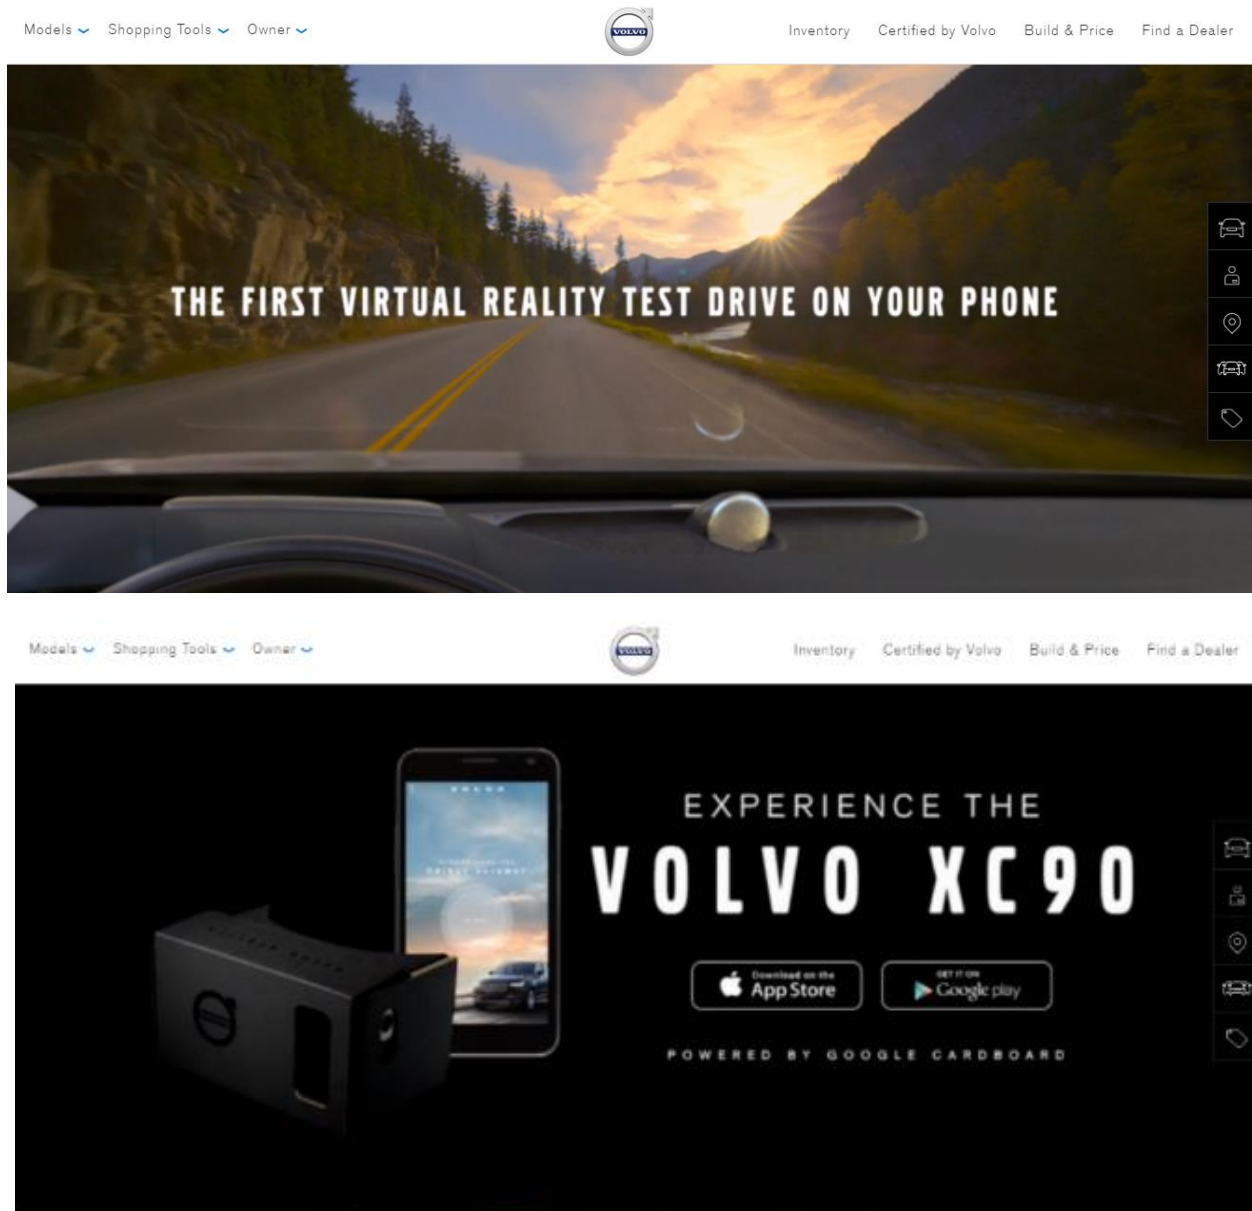 Models Shopping Tools Owner VOLVO Inventory Certified by Volvo Build & Price Find a Dealer
THE FIRST VIRTUAL REALITY TEST DRIVE ON YOUR PHONE
Models Shopping Tools Owner VOLVO Inventory Certified by Volvo Build & Price Find a Dealer
VOLVO
EXPERIENCE THE
VOLVO XC90
Download on the
App Store
GET IT ON
Google play
POWERED BY GOOGLE CARDBOARD